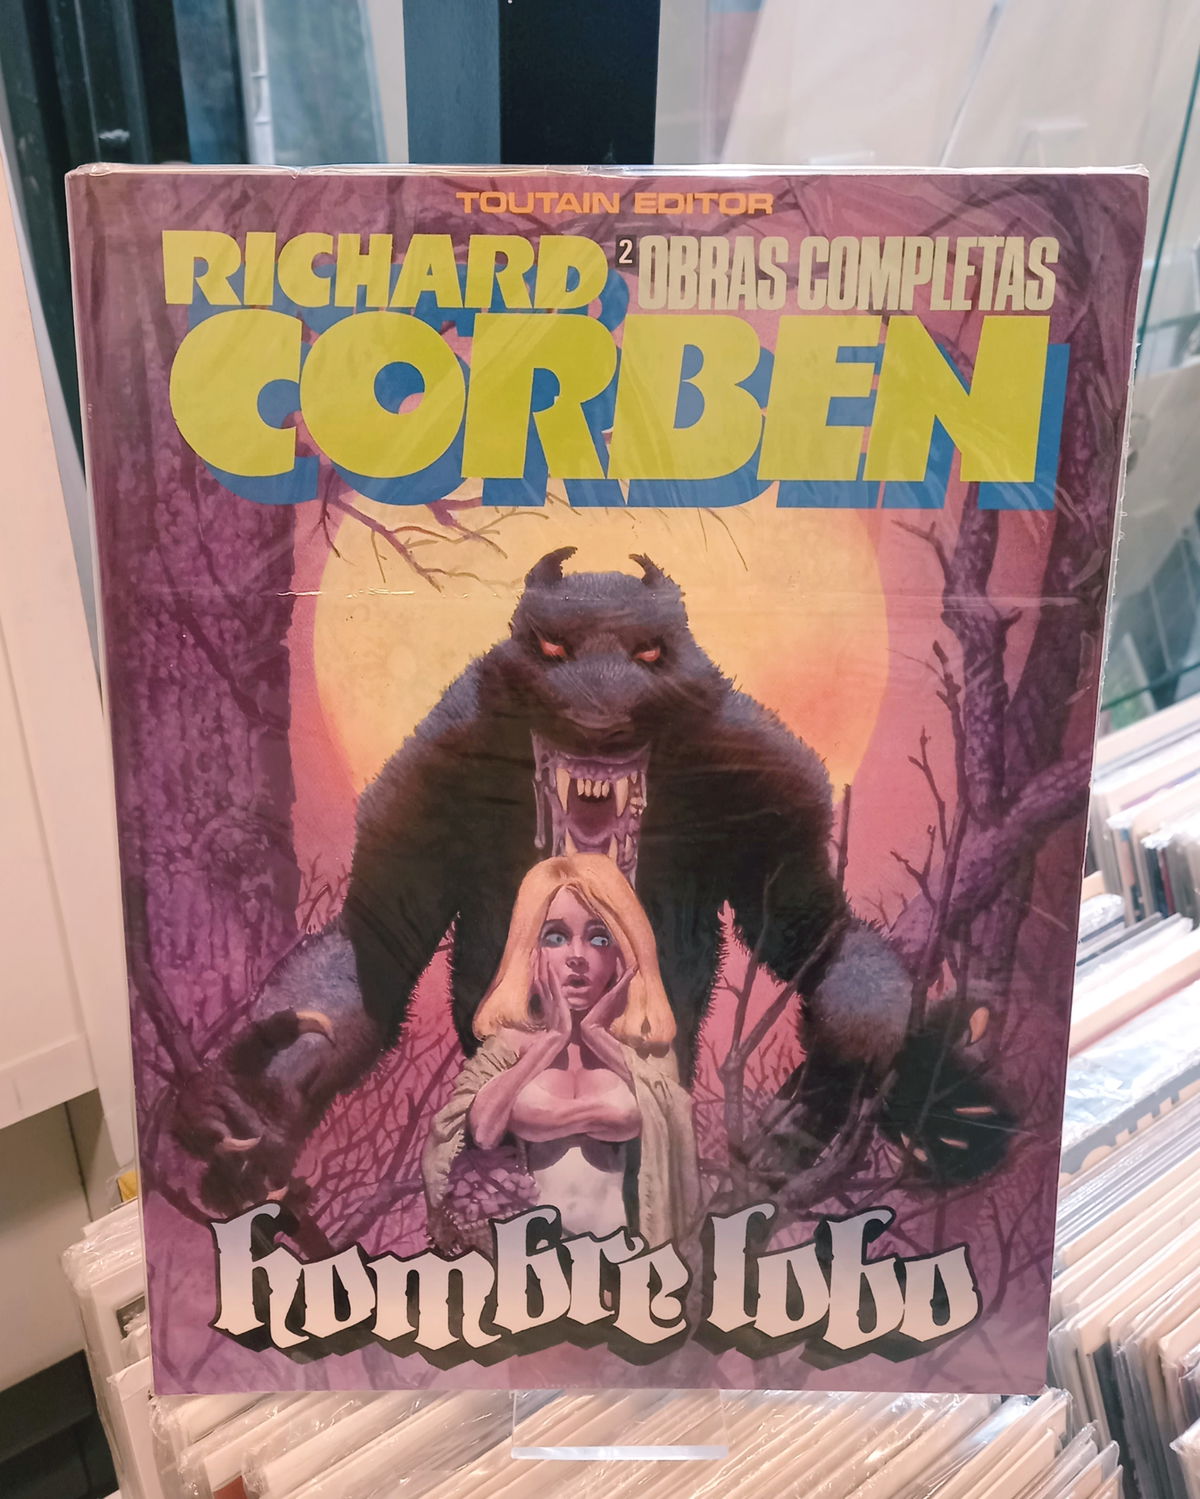 TOUTAIN EDITOR
RICHARD 2 OBRAS COMPLETAS
CORBEN
hombre lobo